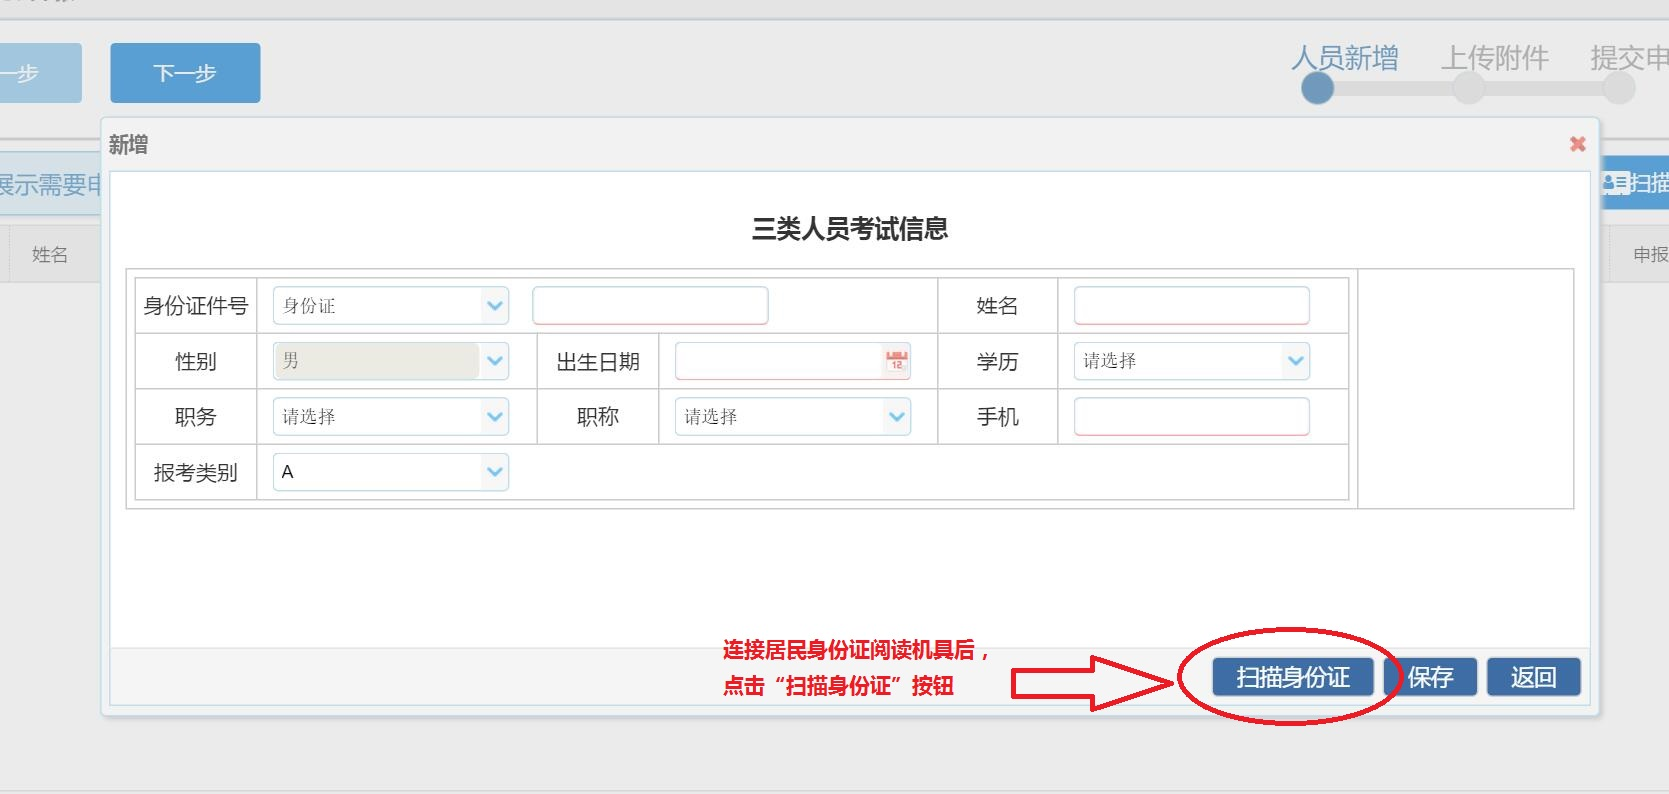 一步
下一步
人员新增
上传附件
提交申
新增
展示需要申
扫描
姓名
申报
三类人员考试信息
身份证件号
身份证
姓名
性别
男
出生日期
12
学历
请选择
职务
请选择
职称
请选择
手机
报考类别
A
连接居民身份证阅读机具后，
点击“扫描身份证”按钮
扫描身份证
保存
返回